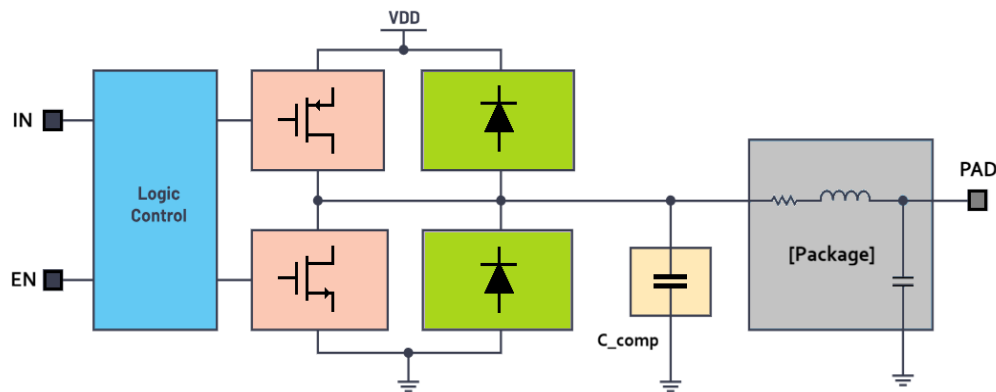 VDD
IN
Logic
Control
EN
PAD
[Package]
C_comp